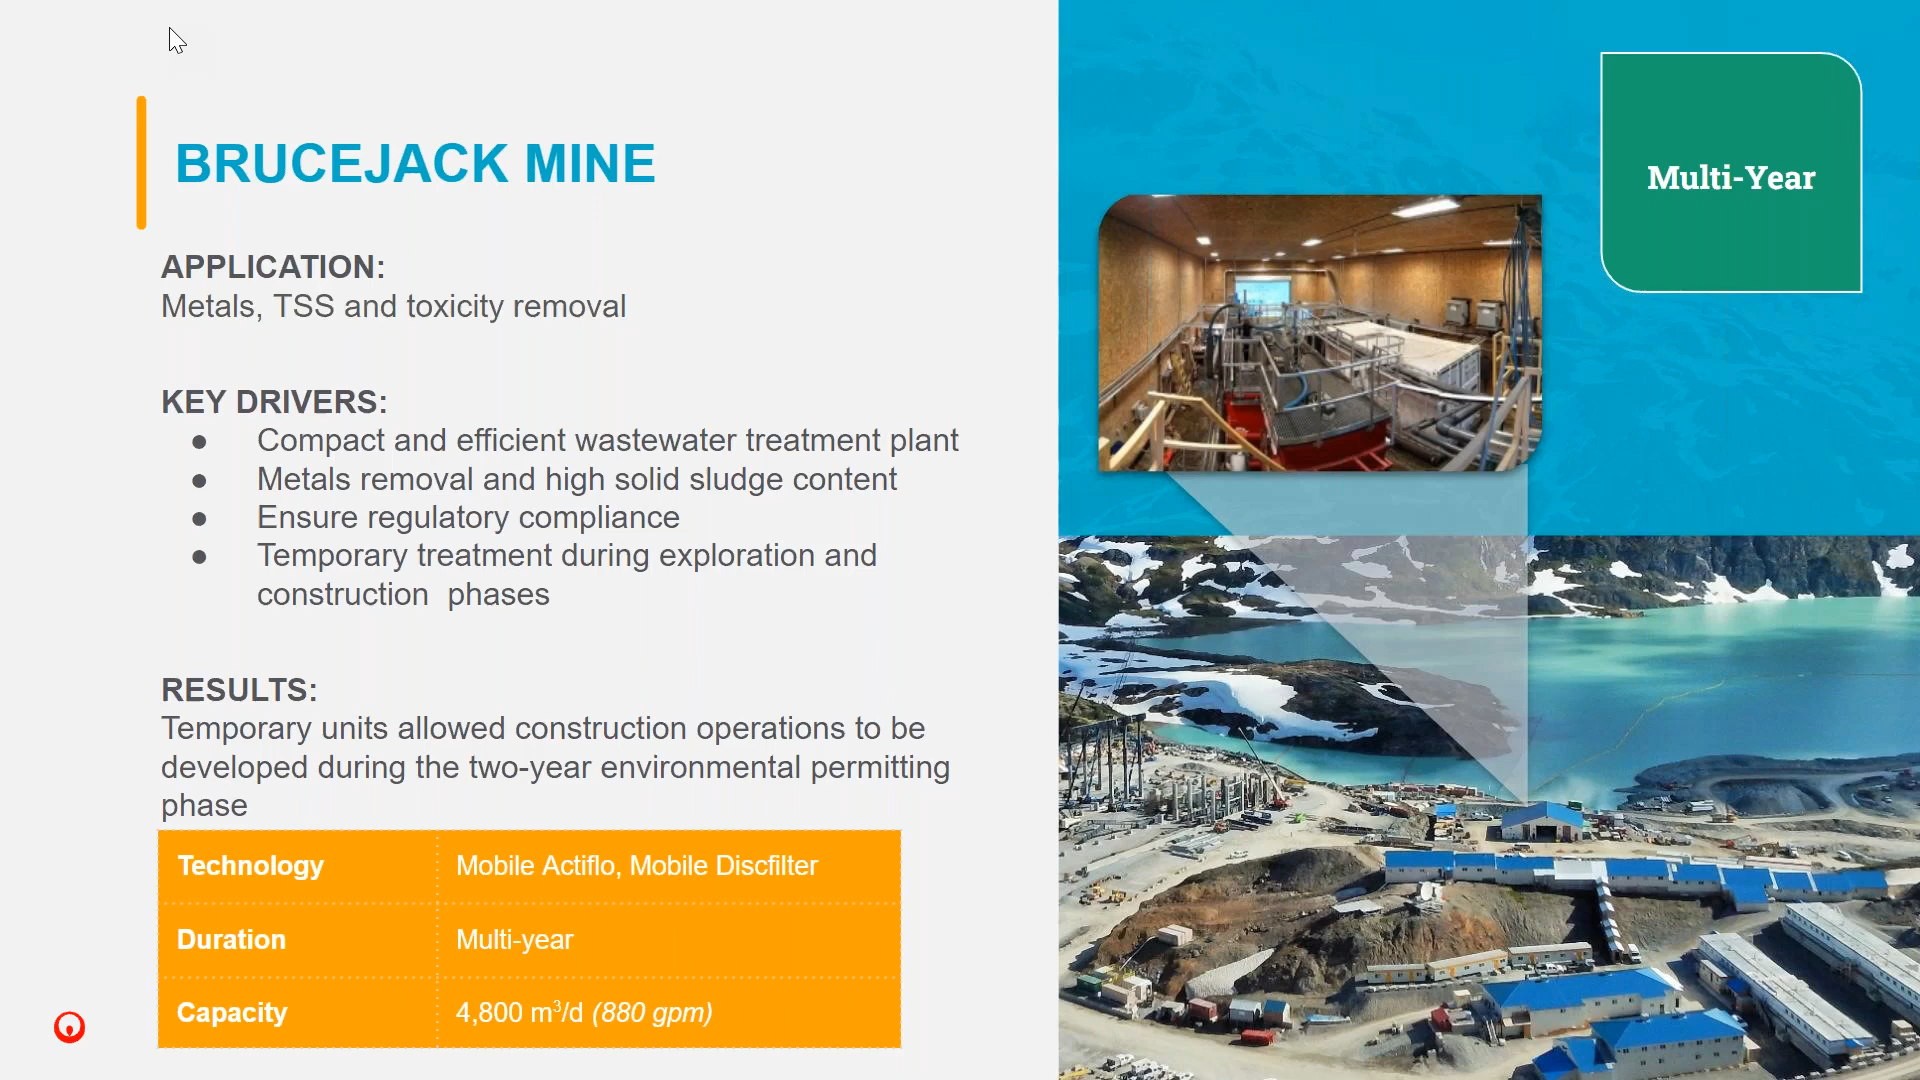 BRUCEJACK MINE
APPLICATION:
Metals, TSS and toxicity removal
KEY DRIVERS:
● Compact and efficient wastewater treatment plant
● Metals removal and high solid sludge content
● Ensure regulatory compliance
● Temporary treatment during exploration and
construction phases
RESULTS:
Temporary units allowed construction operations to be
developed during the two-year environmental permitting
phase
Technology Mobile Actiflo, Mobile Discfilter
Duration Multi-year
Capacity 4,800 m³/d (880 gpm)
Multi-Year